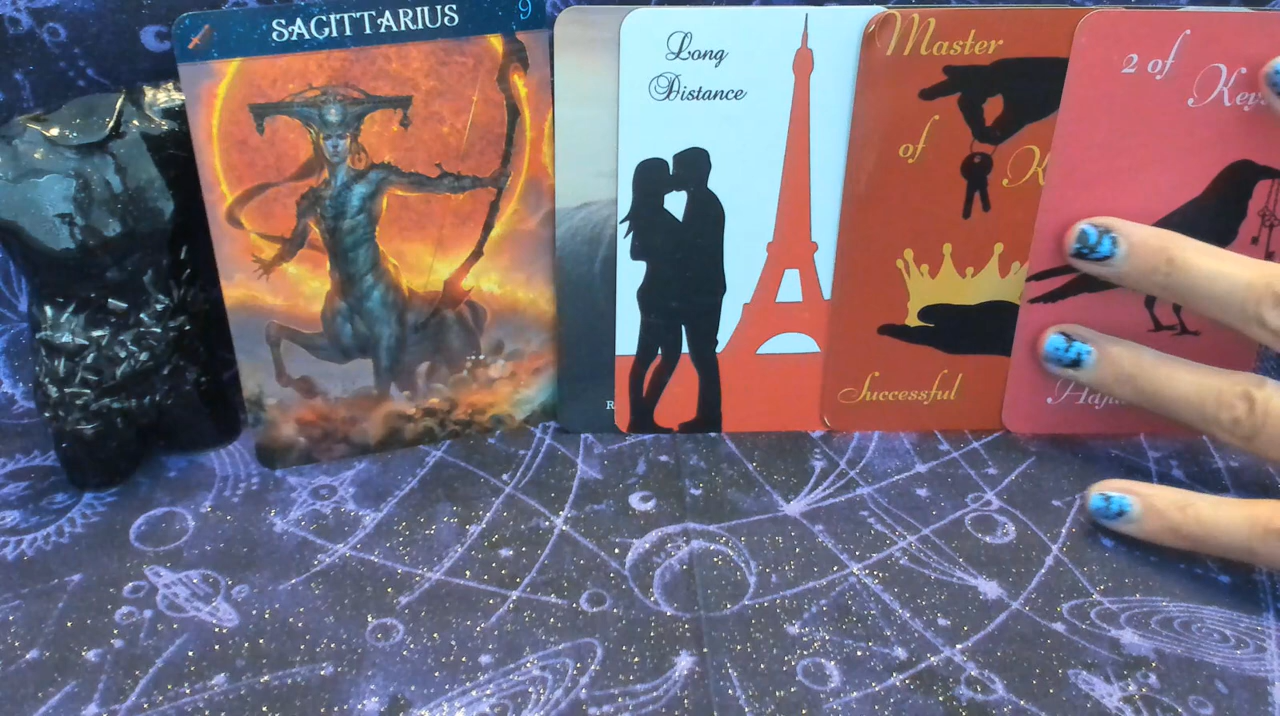 SAGITTARIUS
9
Long
Distance
Master
of
Successful
2 of